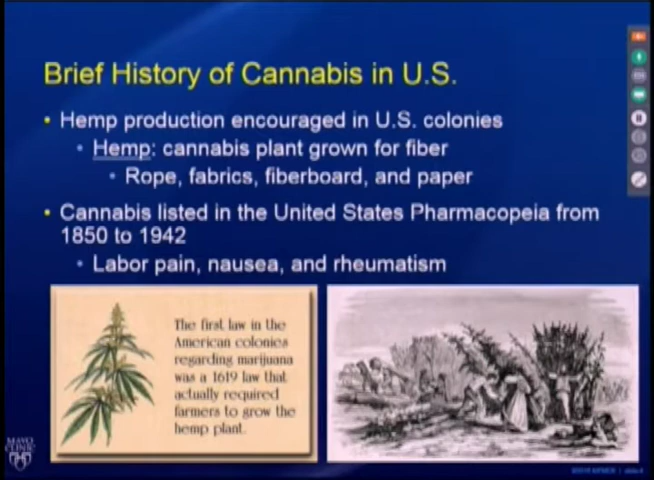 Brief History of Cannabis in U.S.
• Hemp production encouraged in U.S. colonies
• Hemp: cannabis plant grown for fiber
• Rope, fabrics, fiberboard, and paper
• Cannabis listed in the United States Pharmacopeia from
1850 to 1942
• Labor pain, nausea, and rheumatism
The first law in the
American colonies
regarding marijuana
was a 1619 law that
actually required
farmers to grow the
hemp plant.
MAYO
CLINIC